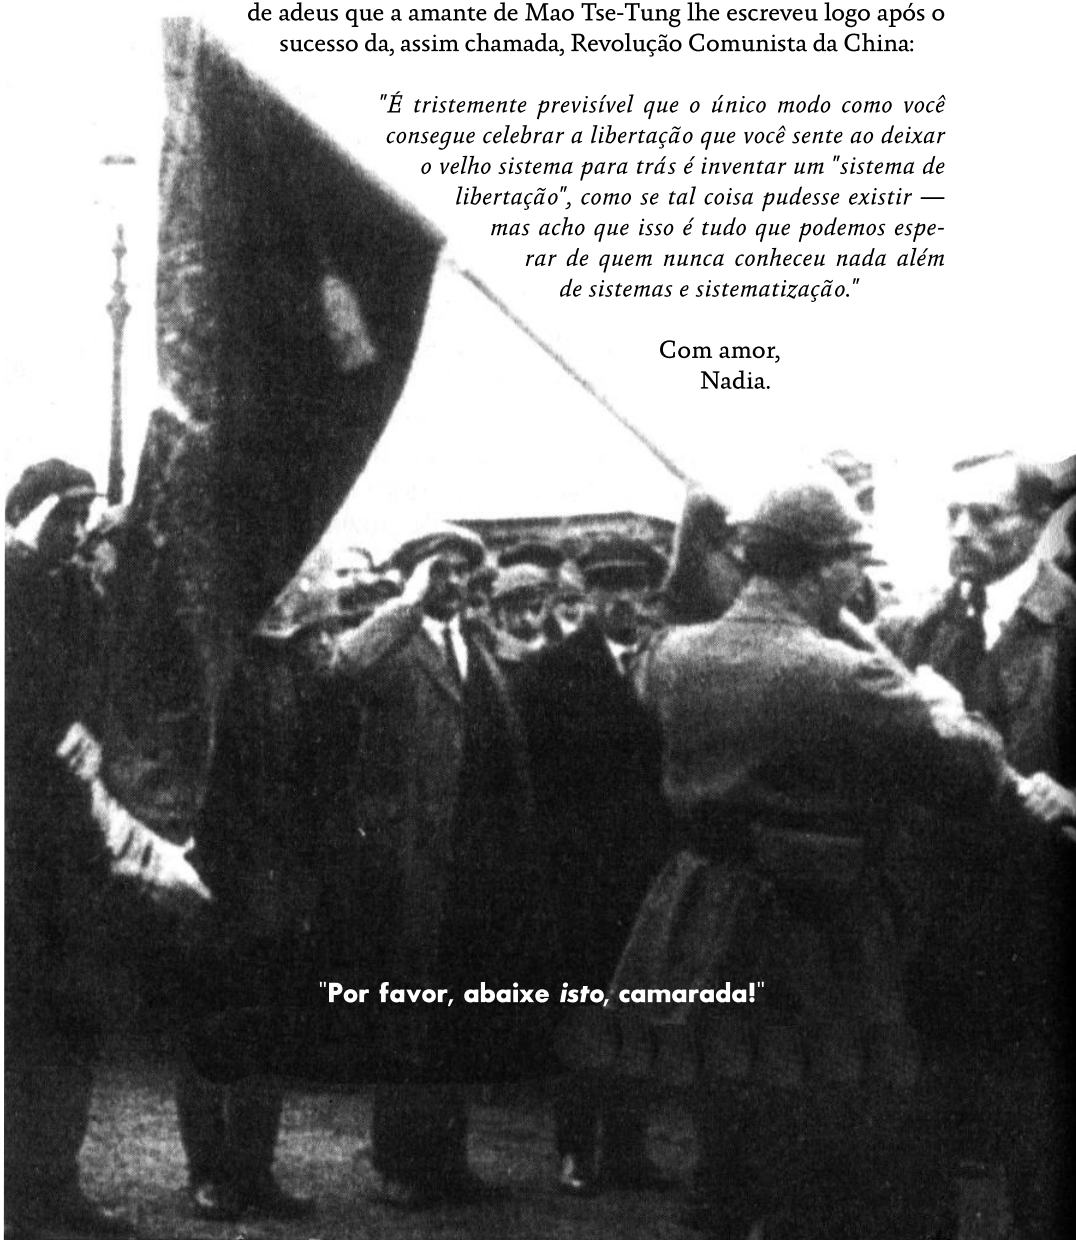 de adeus que a amante de Mao Tse-Tung lhe escreveu logo após o
sucesso da, assim chamada, Revolução Comunista da China:
"É tristemente previsível que o único modo como você
consegue celebrar a libertação que você sente ao deixar
o velho sistema para trás é inventar um "sistema de
libertação", como se tal coisa pudesse existir —
mas acho que isso é tudo que podemos espe-
rar de quem nunca conheceu nada além
de sistemas e sistematização."
Com amor,
Nadia.
"Por favor, abaixe isto, camarada!"